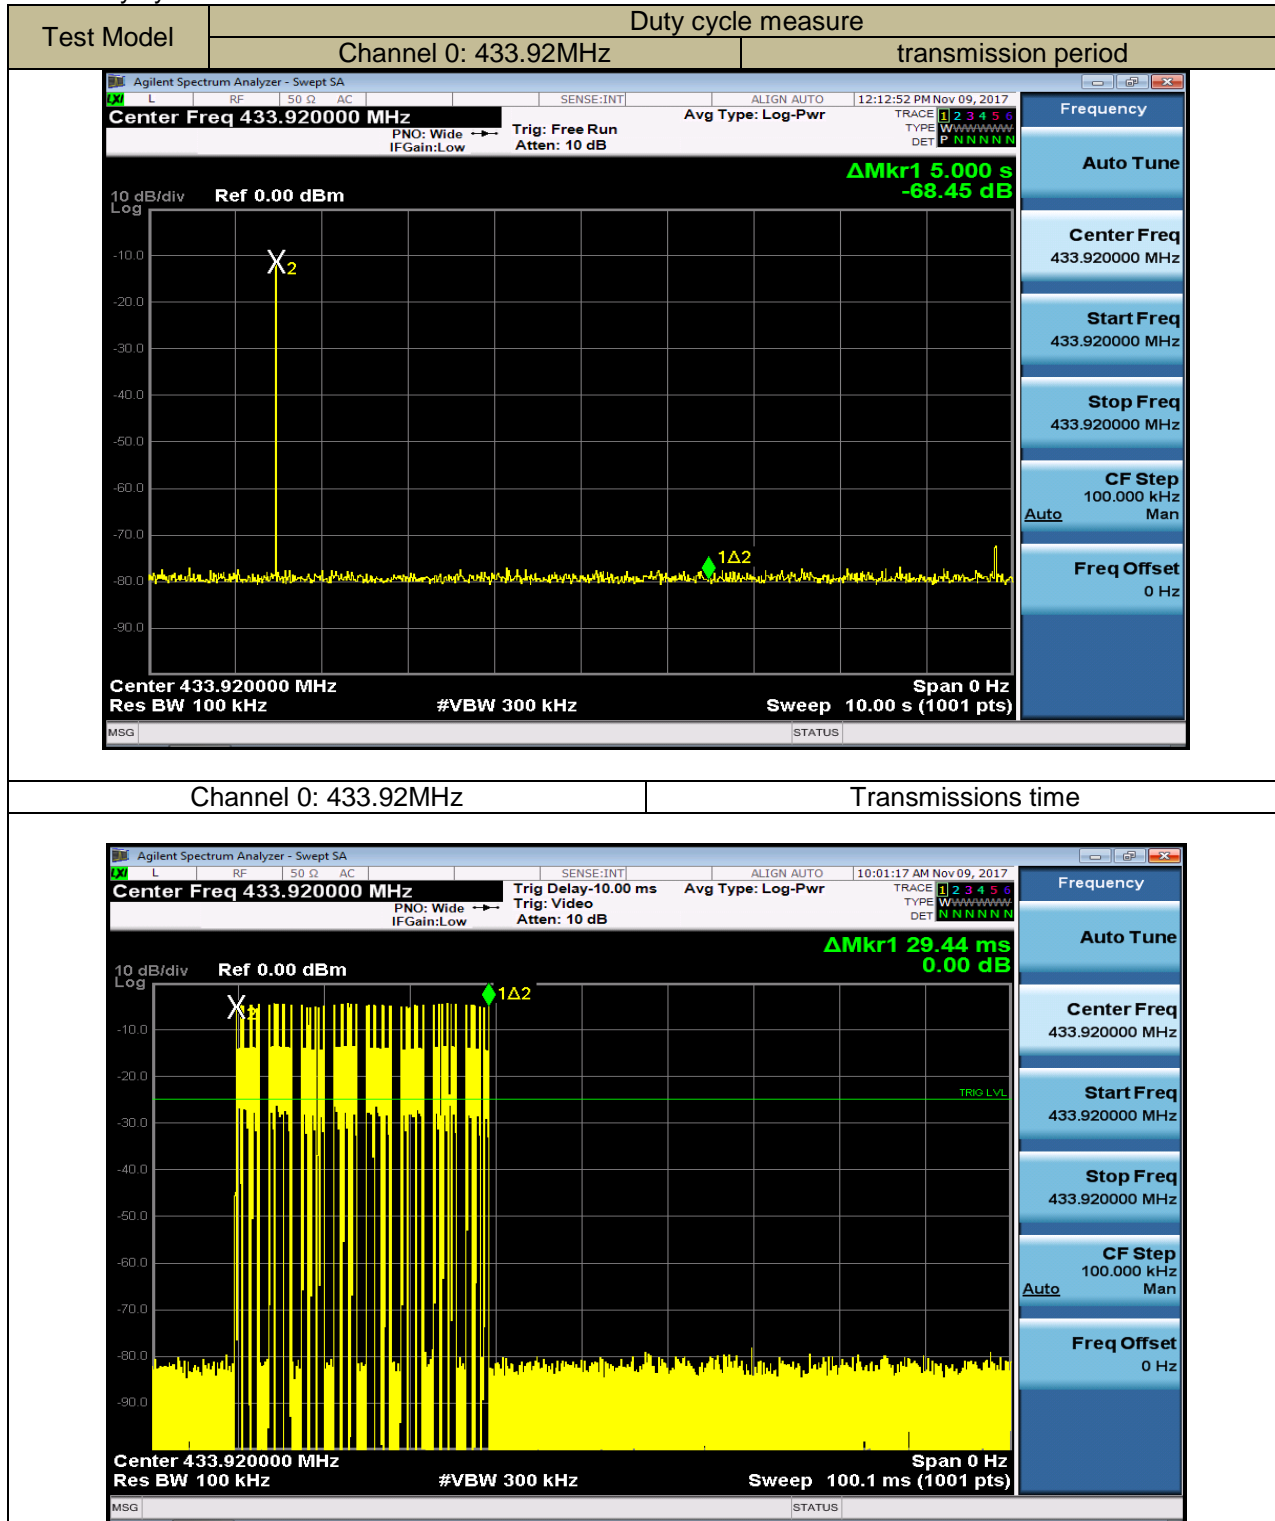 Test Model
Duty cycle measure
Channel 0: 433.92MHz
transmission period
Agilent Spectrum Analyzer - Swept SA
LXI L RF 50 Ω AC SENSE:INT ALIGN AUTO 12:12:52 PM Nov 09, 2017
Center Freq 433.920000 MHz
PNO: Wide
IFGain:Low
Trig: Free Run
Atten: 10 dB
Avg Type: Log-Pwr
TRACE 1 2 3 4 5 6
TYPE WWWWWW
DET P N N N N N
ΔMkr1 5.000 s
-68.45 dB
10 dB/div
Log
Ref 0.00 dBm
-10.0
-20.0
-30.0
-40.0
-50.0
-60.0
-70.0
-80.0
-90.0
X2
1Δ2
Center 433.920000 MHz
Span 0 Hz
Res BW 100 kHz
#VBW 300 kHz
Sweep 10.00 s (1001 pts)
MSG
STATUS
Frequency
Auto Tune
Center Freq
433.920000 MHz
Start Freq
433.920000 MHz
Stop Freq
433.920000 MHz
CF Step
100.000 kHz
Auto Man
Freq Offset
0 Hz
Channel 0: 433.92MHz
Transmissions time
Agilent Spectrum Analyzer - Swept SA
LXI L RF 50 Ω AC SENSE:INT ALIGN AUTO 10:01:17 AM Nov 09, 2017
Center Freq 433.920000 MHz
PNO: Wide
IFGain:Low
Trig Delay-10.00 ms
Trig: Video
Atten: 10 dB
Avg Type: Log-Pwr
TRACE 1 2 3 4 5 6
TYPE WWWWWW
DET N N N N N N
ΔMkr1 29.44 ms
0.00 dB
10 dB/div
Log
Ref 0.00 dBm
-10.0
-20.0
-30.0
-40.0
-50.0
-60.0
-70.0
-80.0
-90.0
X2
1Δ2
TRIG LVL
Center 433.920000 MHz
Span 0 Hz
Res BW 100 kHz
#VBW 300 kHz
Sweep 100.1 ms (1001 pts)
MSG
STATUS
Frequency
Auto Tune
Center Freq
433.920000 MHz
Start Freq
433.920000 MHz
Stop Freq
433.920000 MHz
CF Step
100.000 kHz
Auto Man
Freq Offset
0 Hz